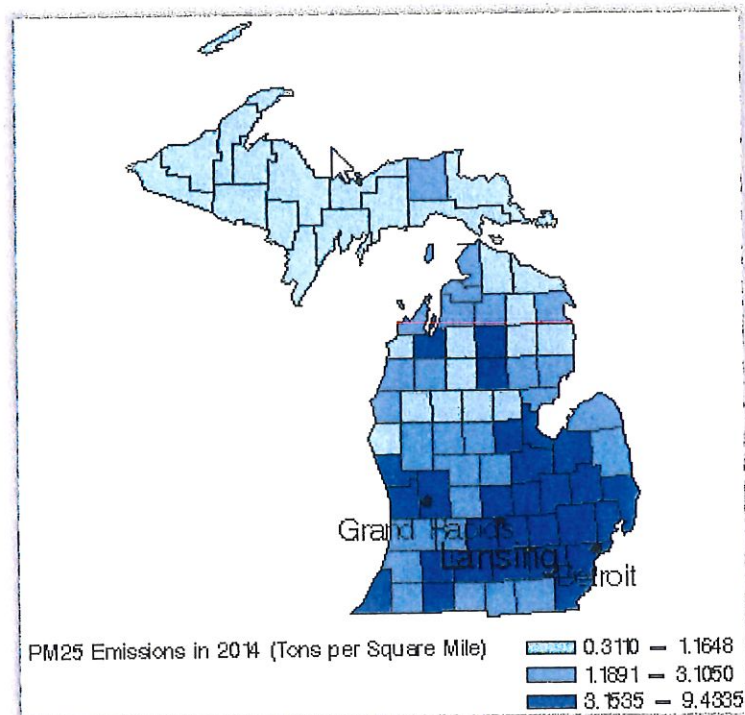 Grand Rapids
Lansing
Detroit
PM25 Emissions in 2014 (Tons per Square Mile)
0.3110 – 1.1648
1.1891 – 3.1050
3.1535 – 9.4335